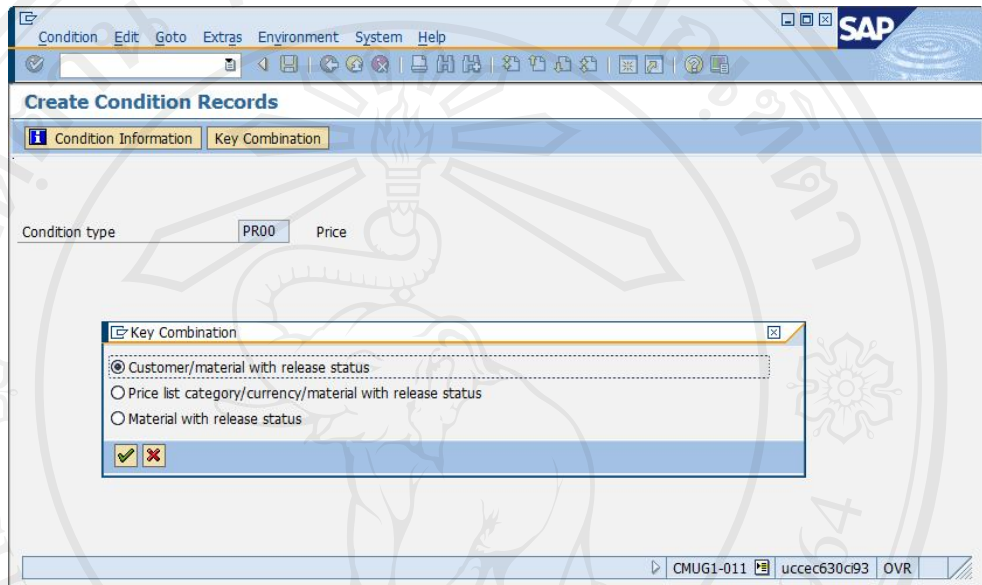 Condition Edit Goto Extras Environment System Help
SAP
Create Condition Records
Condition Information Key Combination
Condition type PR00 Price
Key Combination
Customer/material with release status
Price list category/currency/material with release status
Material with release status
CMUG1-011 uccec630ci93 OVR